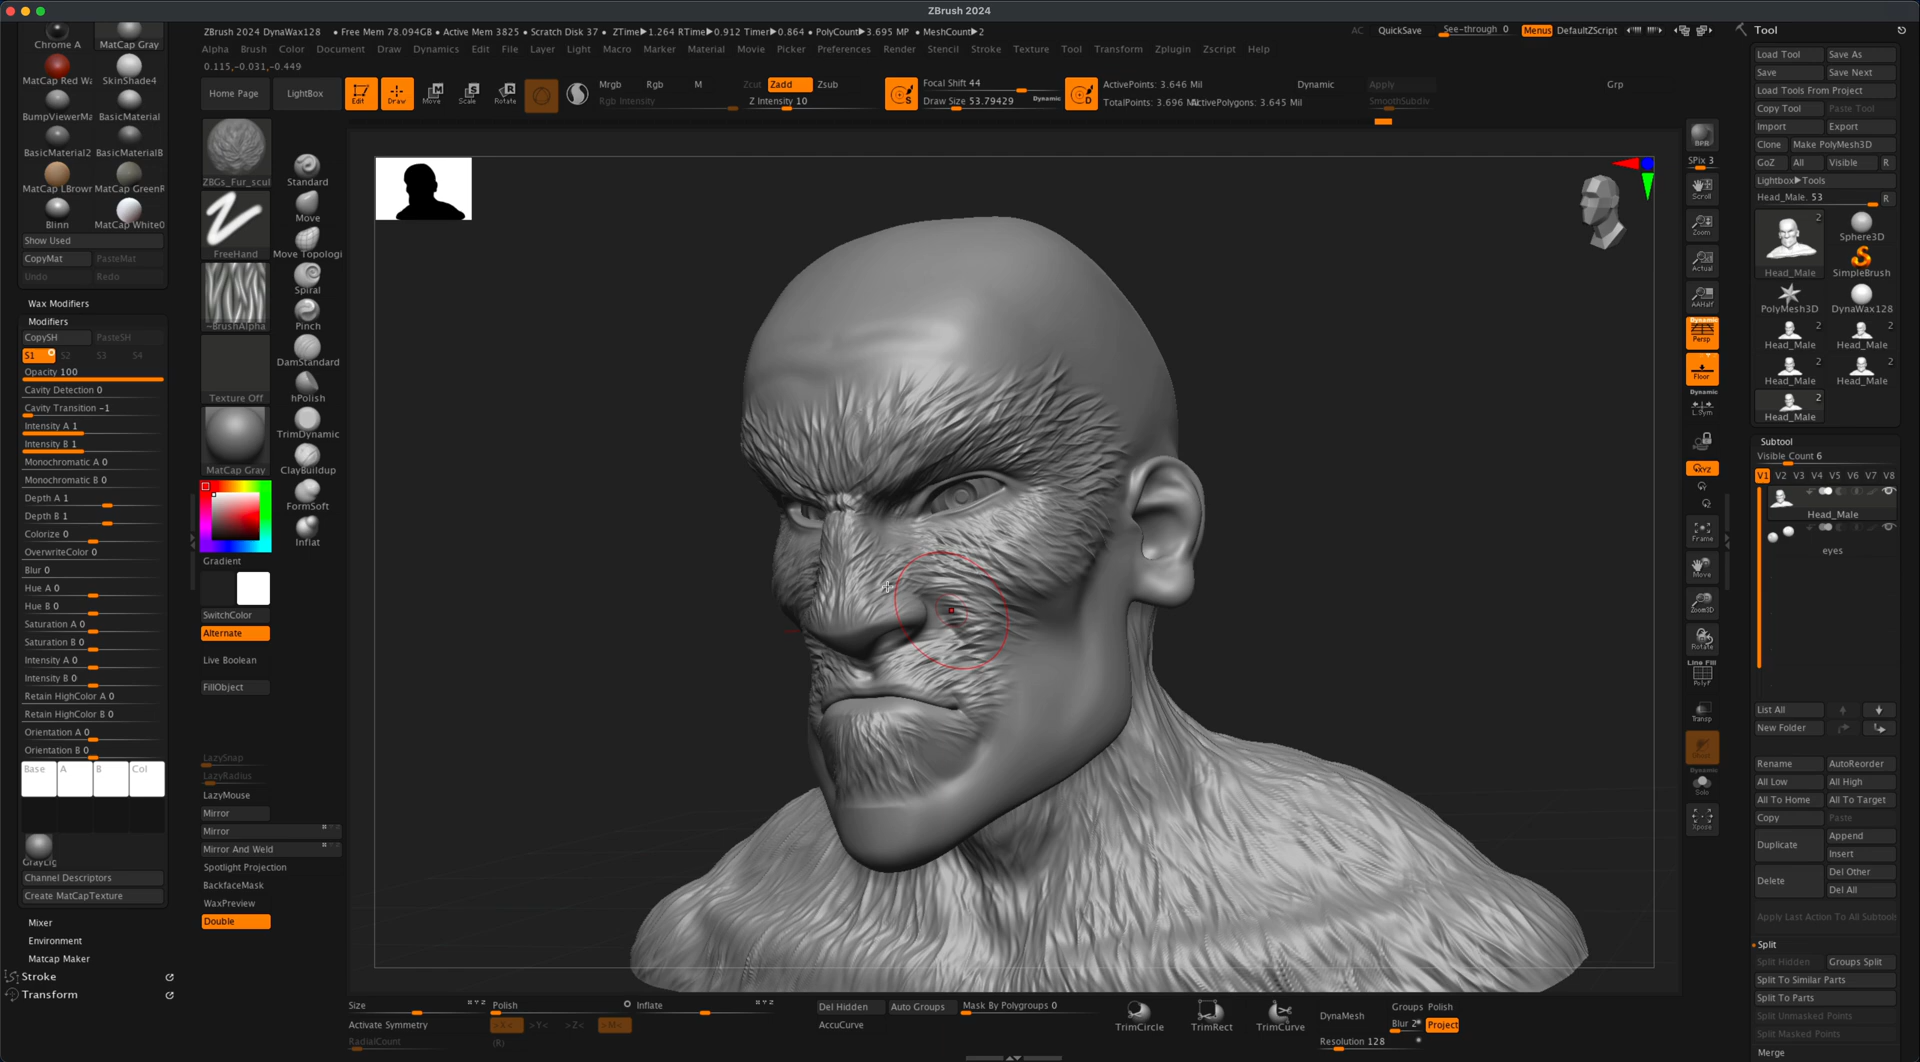 ZBrush 2024
ZBrush 2024 DynaWax128 • Free Mem 78.094GB • Active Mem 3825 • Scratch Disk 37 • ZTime▶1.264 RTime▶0.912 Timer▶0.864 • PolyCount▶3.695 MP • MeshCount▶2
AC QuickSave See-through 0 Menus DefaultZScript
Alpha Brush Color Document Draw Dynamics Edit File Layer Light Macro Marker Material Movie Picker Preferences Render Stencil Stroke Texture Tool Transform Zplugin Zscript Help
0.115,-0.031,-0.449
Home Page LightBox Edit Draw Move Scale Rotate
Mrgb Rgb M
Rgb Intensity
Zcut Zadd Zsub
Z Intensity 10
Focal Shift 44
Draw Size 53.79429 Dynamic
ActivePoints: 3.646 Mil
TotalPoints: 3.696 Mil
ActivePolygons: 3.645 Mil
Dynamic Apply
SmoothSubdiv
Grp
Chrome A MatCap Gray
MatCap Red Wa SkinShade4
BumpViewerMa BasicMaterial
BasicMaterial2 BasicMaterialB
MatCap LBrown MatCap GreenR
Blinn MatCap White0
Show Used
CopyMat PasteMat
Undo Redo
Wax Modifiers
Modifiers
CopySH PasteSH
S1 S2 S3 S4
Opacity 100
Cavity Detection 0
Cavity Transition -1
Intensity A 1
Intensity B 1
Monochromatic A 0
Monochromatic B 0
Depth A 1
Depth B 1
Colorize 0
OverwriteColor 0
Blur 0
Hue A 0
Hue B 0
Saturation A 0
Saturation B 0
Intensity A 0
Intensity B 0
Retain HighColor A 0
Retain HighColor B 0
Orientation A 0
Orientation B 0
Base A B Col
GrayLig
Channel Descriptors
Create MatCapTexture
Mixer
Environment
Matcap Maker
Stroke
Transform
ZBGs_Fur_scul
FreeHand
~BrushAlpha
Texture Off
MatCap Gray
Gradient
SwitchColor
Alternate
Live Boolean
FillObject
LazySnap
LazyRadius
LazyMouse
Mirror
Mirror
Mirror And Weld
Spotlight Projection
BackfaceMask
WaxPreview
Double
Standard
Move
Move Topologi
Spiral
Pinch
DamStandard
hPolish
TrimDynamic
ClayBuildup
FormSoft
Inflat
Size Polish Inflate
Activate Symmetry >X< >Y< >Z< >M<
RadialCount (R)
Del Hidden Auto Groups Mask By Polygroups 0
AccuCurve
TrimCircle TrimRect TrimCurve
DynaMesh
Groups Polish
Blur 2 Project
Resolution 128
BPR
SPix 3
Scroll
Zoom
Actual
AAHalf
Dynamic
Persp
Floor
Dynamic
L.Sym
XYZ
Frame
Move
Zoom3D
Rotate
Line Fill
PolyF
Transp
Dynamic
Solo
Xpose
Tool
Load Tool Save As
Save Save Next
Load Tools From Project
Copy Tool Paste Tool
Import Export
Clone Make PolyMesh3D
GoZ All Visible R
Lightbox▶Tools
Head_Male. 53 R
2
Head_Male Sphere3D
SimpleBrush
PolyMesh3D DynaWax128
2 2
Head_Male Head_Male
2 2
Head_Male Head_Male
2
Head_Male
Subtool
Visible Count 6
V1 V2 V3 V4 V5 V6 V7 V8
Head_Male
eyes
List All
New Folder
Rename AutoReorder
All Low All High
All To Home All To Target
Copy Paste
Duplicate Append
Insert
Delete Del Other
Del All
Apply Last Action To All Subtools
Split
Split Hidden Groups Split
Split To Similar Parts
Split To Parts
Split Unmasked Points
Split Masked Points
Merge